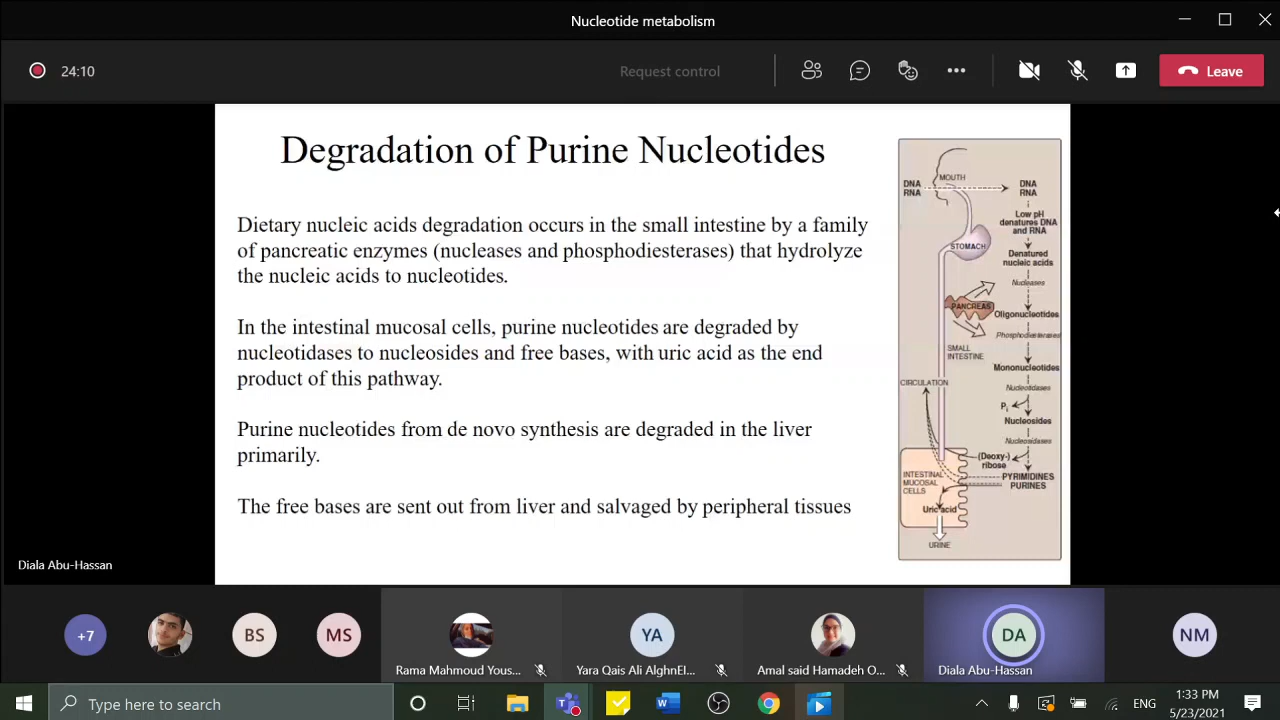 Nucleotide metabolism
24:10
Request control
Leave
Degradation of Purine Nucleotides
Dietary nucleic acids degradation occurs in the small intestine by a family
of pancreatic enzymes (nucleases and phosphodiesterases) that hydrolyze
the nucleic acids to nucleotides.
In the intestinal mucosal cells, purine nucleotides are degraded by
nucleotidases to nucleosides and free bases, with uric acid as the end
product of this pathway.
Purine nucleotides from de novo synthesis are degraded in the liver
primarily.
The free bases are sent out from liver and salvaged by peripheral tissues
MOUTH
DNA
RNA
DNA
RNA
Low pH
denatures DNA
and RNA
STOMACH
Denatured
nucleic acids
Nucleases
PANCREAS
Oligonucleotides
Phosphodiesterases
SMALL
INTESTINE
Mononucleotides
CIRCULATION
Nucleotidases
Pi
Nucleosides
Nucleosidases
(Deoxy-)
ribose
INTESTINAL
MUCOSAL
CELLS
PYRIMIDINES
PURINES
Uric acid
URINE
Diala Abu-Hassan
+7
BS
MS
Rama Mahmoud Yous...
YA
Yara Qais Ali AlghnEl...
Amal said Hamadeh O...
DA
Diala Abu-Hassan
NM
Type here to search
ENG
1:33 PM
5/23/2021